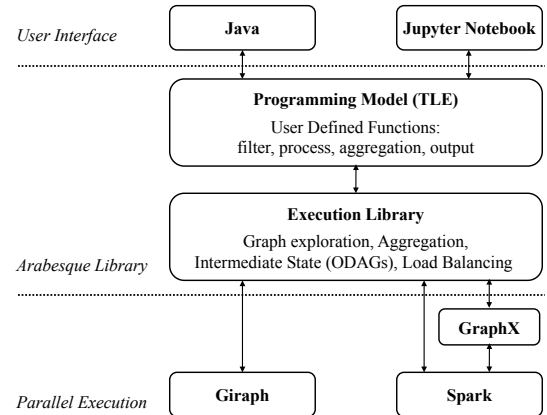 User Interface
Java
Jupyter Notebook
Programming Model (TLE)
User Defined Functions:
filter, process, aggregation, output
Execution Library
Graph exploration, Aggregation,
Intermediate State (ODAGs), Load Balancing
Arabesque Library
GraphX
Parallel Execution
Giraph
Spark